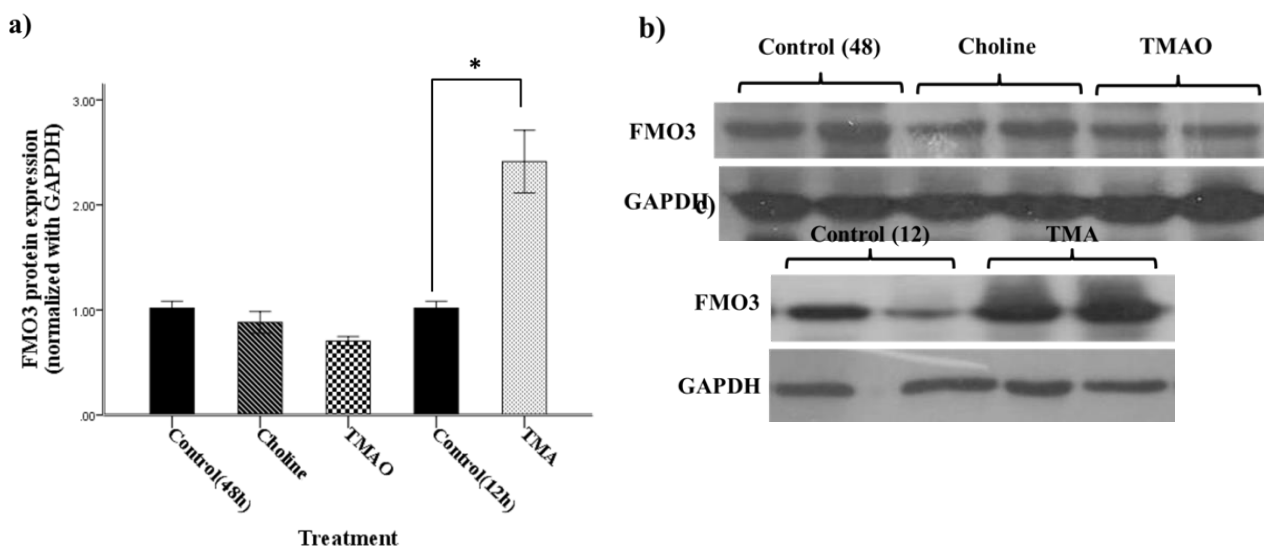 a)
*
3.00
2.00
1.00
.00
FMO3 protein expression
(normalized with GAPDH)
Control(48h)
Choline
TMAO
Control(12h)
TMA
Treatment
b)
Control (48) Choline TMAO
FMO3
GAPDH
c)
Control (12) TMA
FMO3
GAPDH